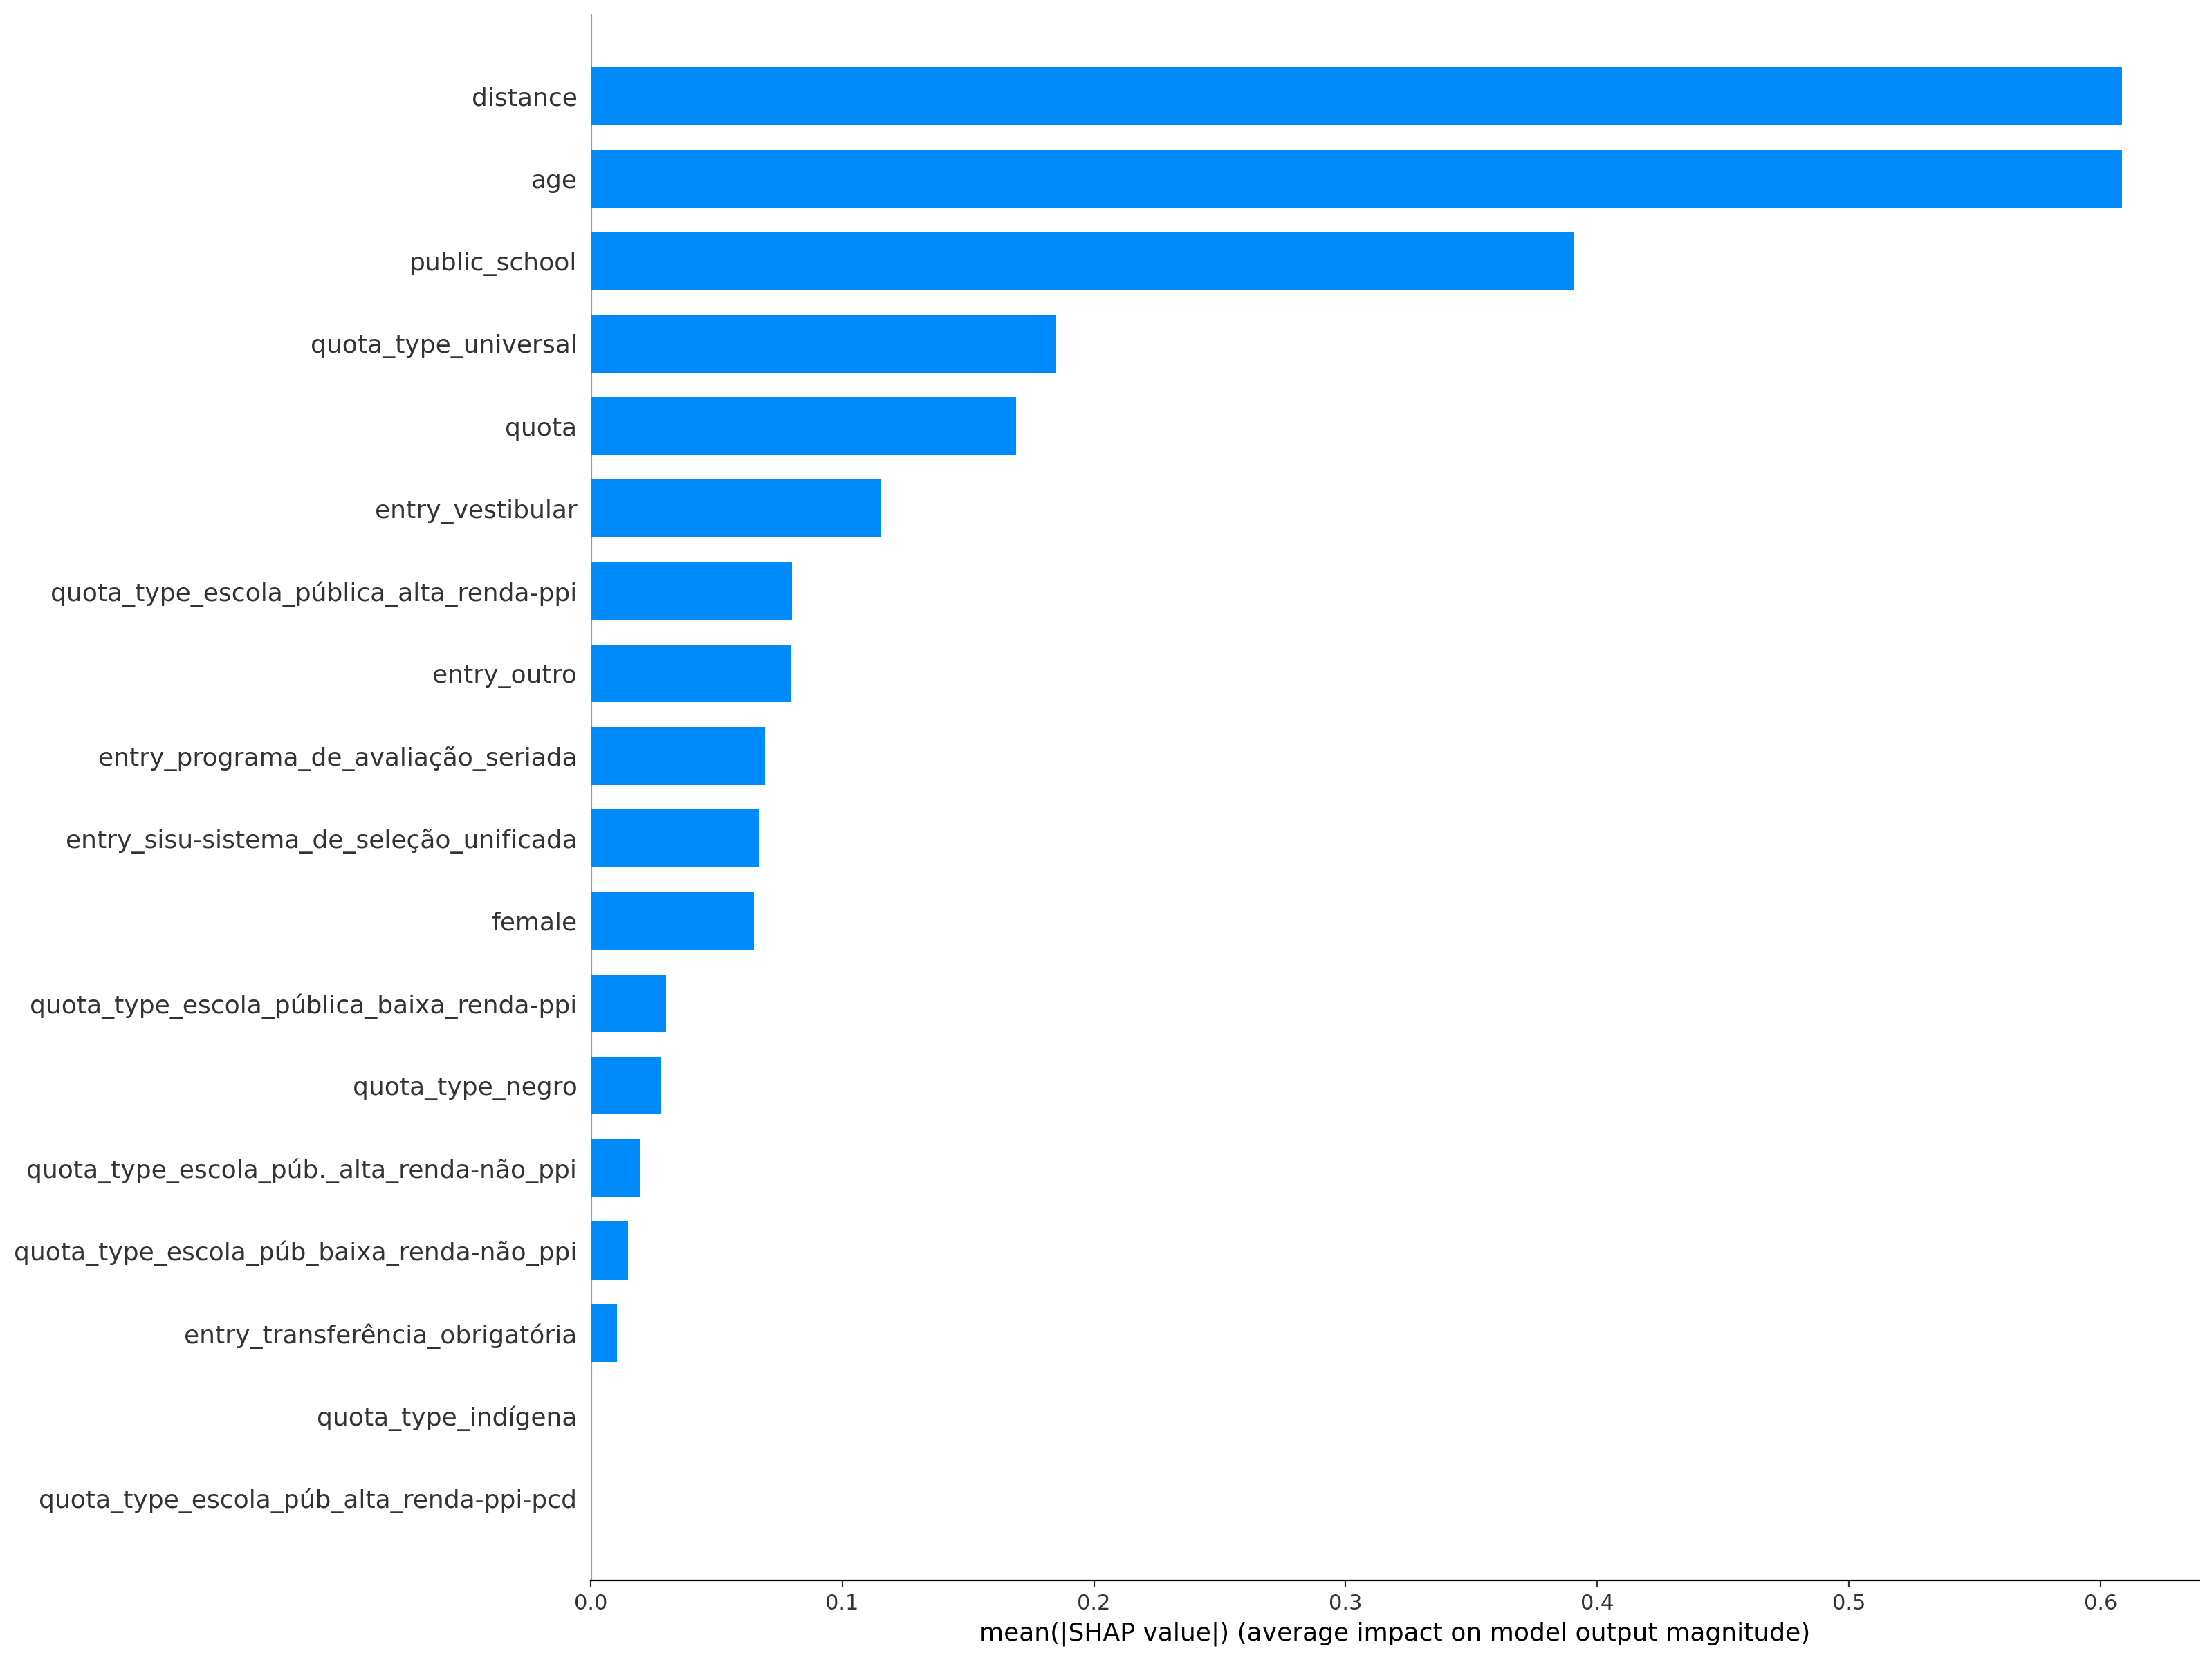 distance
age
public_school
quota_type_universal
quota
entry_vestibular
quota_type_escola_pública_alta_renda-ppi
entry_outro
entry_programa_de_avaliação_seriada
entry_sisu-sistema_de_seleção_unificada
female
quota_type_escola_pública_baixa_renda-ppi
quota_type_negro
quota_type_escola_púb._alta_renda-não_ppi
quota_type_escola_púb_baixa_renda-não_ppi
entry_transferência_obrigatória
quota_type_indígena
quota_type_escola_púb_alta_renda-ppi-pcd
0.0 0.1 0.2 0.3 0.4 0.5 0.6
mean(|SHAP value|) (average impact on model output magnitude)